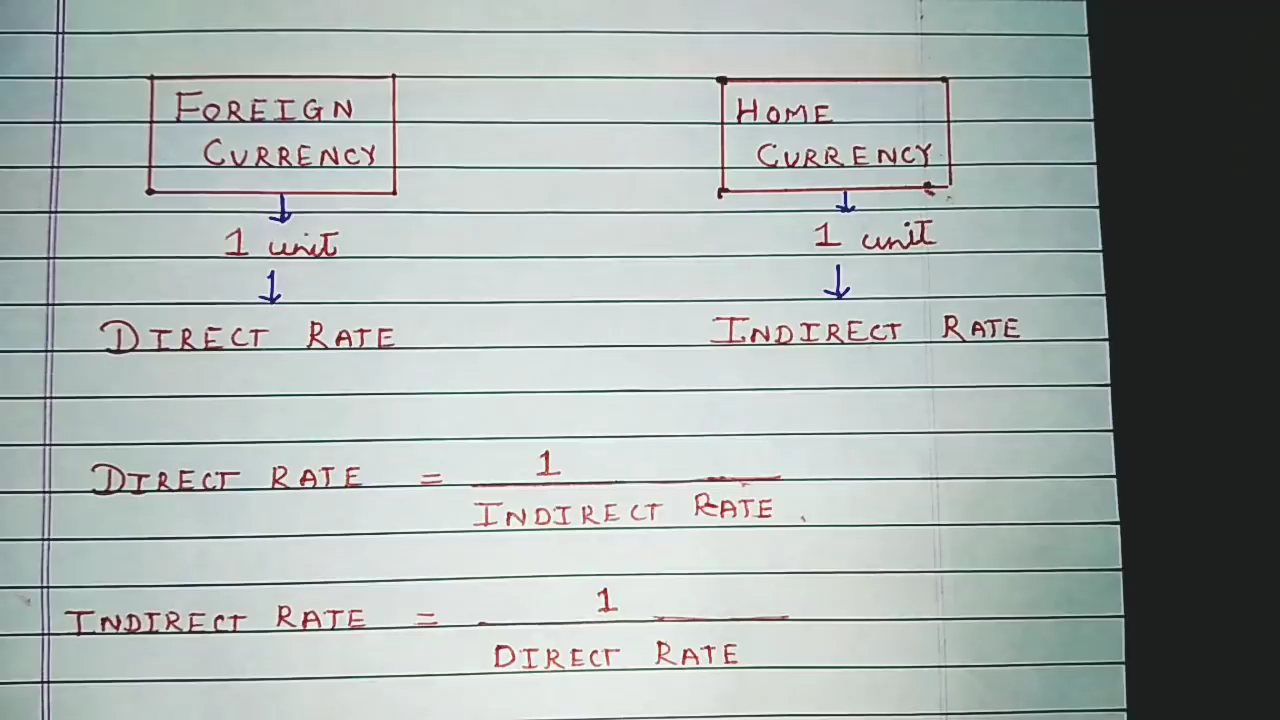 FOREIGN
CURRENCY
1 unit
DIRECT RATE
HOME
CURRENCY
1 unit
INDIRECT RATE
DIRECT RATE = 1
INDIRECT RATE.
INDIRECT RATE = 1
DIRECT RATE